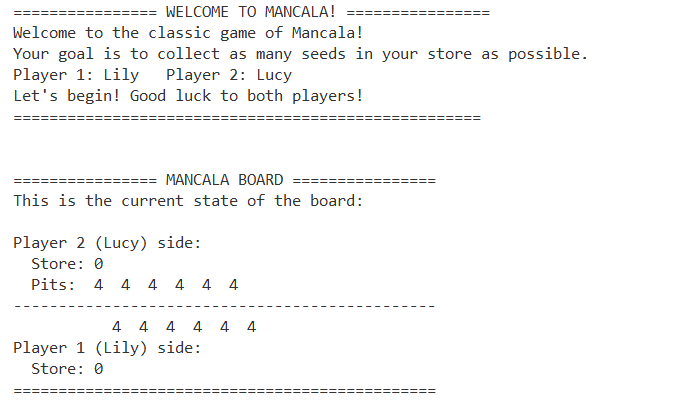 ================ WELCOME TO MANCALA! ================
Welcome to the classic game of Mancala!
Your goal is to collect as many seeds in your store as possible.
Player 1: Lily   Player 2: Lucy
Let's begin! Good luck to both players!
====================================================

================ MANCALA BOARD ================
This is the current state of the board:

Player 2 (Lucy) side:
  Store: 0
  Pits:  4  4  4  4  4  4
-----------------------------------------------
           4  4  4  4  4  4
Player 1 (Lily) side:
  Store: 0
===============================================